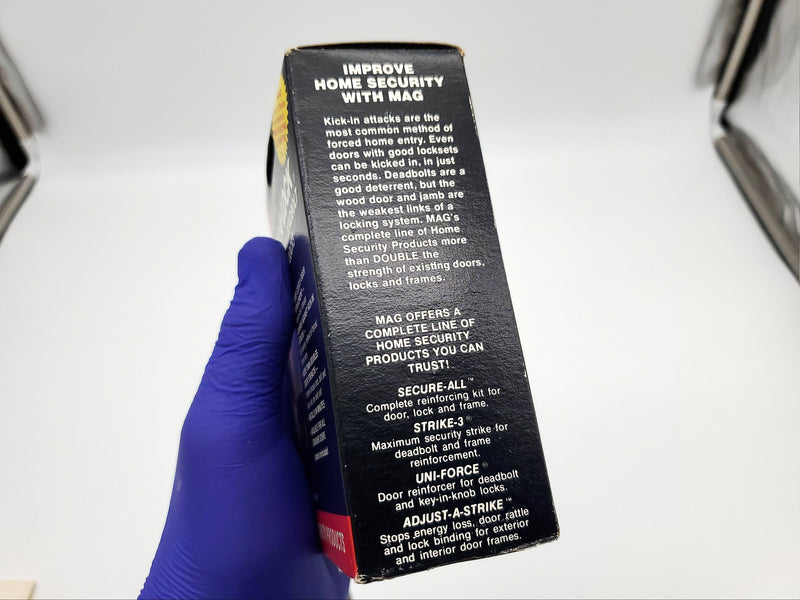 IMPROVE
HOME SECURITY
WITH MAG
Kick-in attacks are the
most common method of
forced home entry. Even
doors with good locksets
can be kicked in, in just
seconds. Deadbolts are a
good deterrent, but the
wood door and jamb are
the weakest links of a
locking system. MAG's
complete line of Home
Security Products more
than DOUBLE the
strength of existing doors,
locks and frames.
MAG OFFERS A
COMPLETE LINE OF
HOME SECURITY
PRODUCTS YOU CAN
TRUST!
SECURE-ALL™
Complete reinforcing kit for
door, lock and frame.
STRIKE-3®
Maximum security strike for
deadbolt and frame
reinforcement.
UNI-FORCE®
Door reinforcer for deadbolt
and key-in-knob locks.
ADJUST-A-STRIKE™
Stops energy loss, door rattle
and lock binding for exterior
and interior door frames.
PRODUCTS